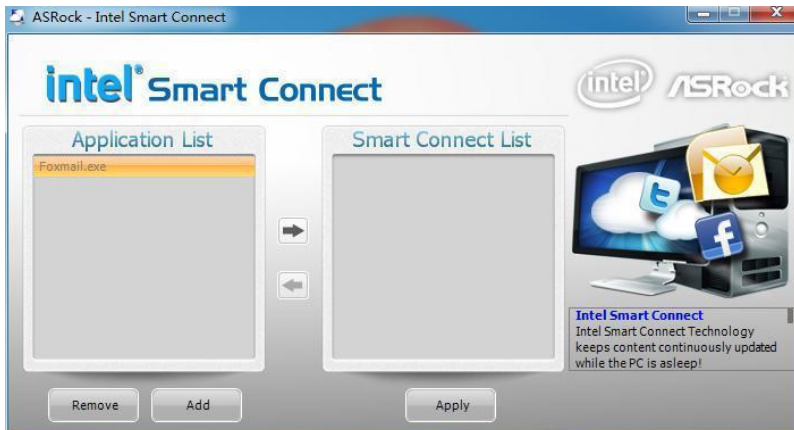 ASRock - Intel Smart Connect
intel® Smart Connect
intel® ASRock
Application List
Smart Connect List
Foxmail.exe
Intel Smart Connect
Intel Smart Connect Technology
keeps content continuously updated
while the PC is asleep!
Remove
Add
Apply